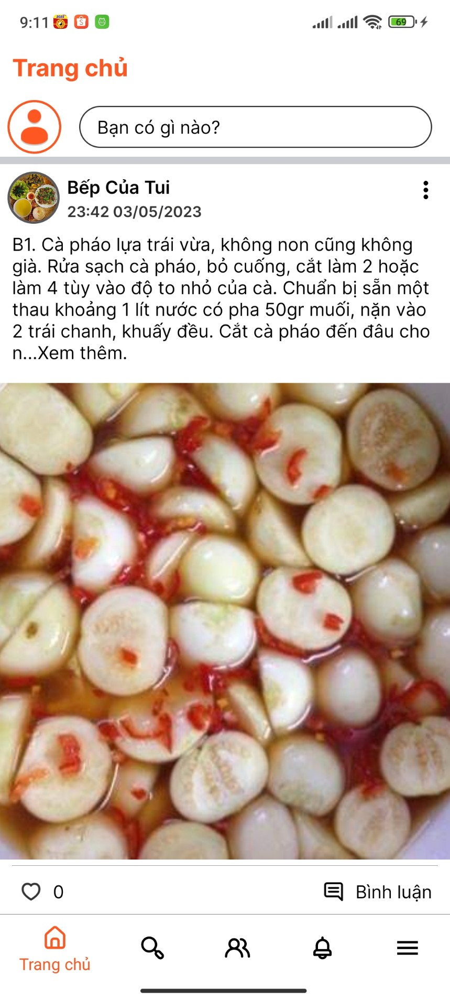 9:11
69
Trang chủ
Bạn có gì nào?
Bếp Của Tui
23:42 03/05/2023
B1. Cà pháo lựa trái vừa, không non cũng không
già. Rửa sạch cà pháo, bỏ cuống, cắt làm 2 hoặc
làm 4 tùy vào độ to nhỏ của cà. Chuẩn bị sẵn một
thau khoảng 1 lít nước có pha 50gr muối, nặn vào
2 trái chanh, khuấy đều. Cắt cà pháo đến đâu cho
n...Xem thêm.
0
Bình luận
Trang chủ